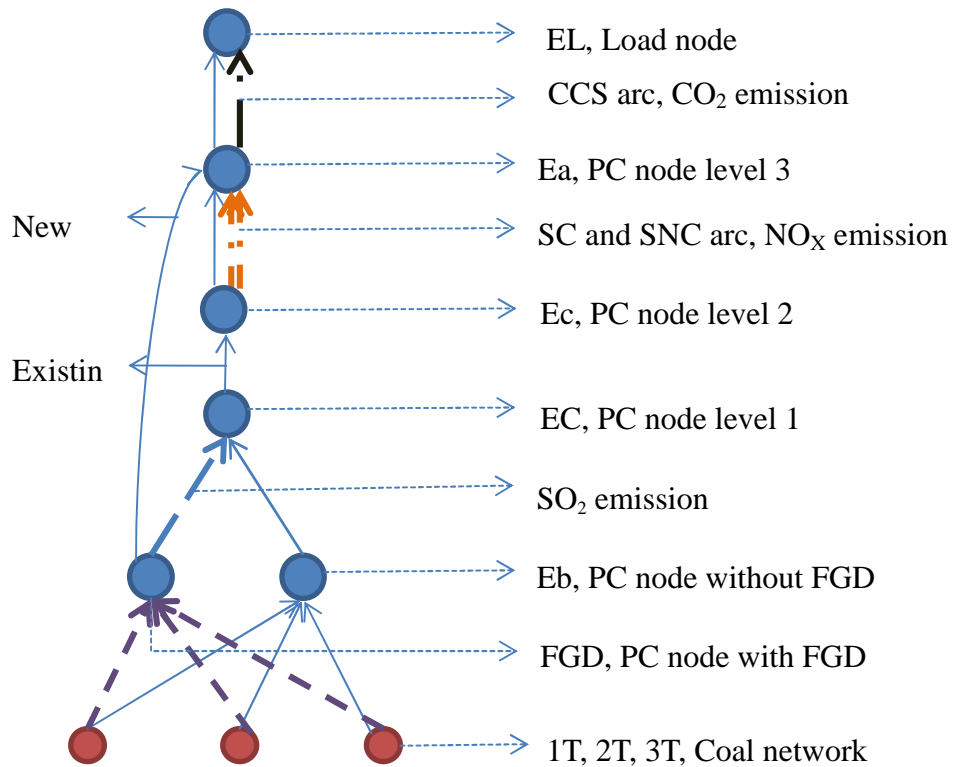 EL, Load node
CCS arc, CO₂ emission
Ea, PC node level 3
New
SC and SNC arc, NOₓ emission
Ec, PC node level 2
Existin
EC, PC node level 1
SO₂ emission
Eb, PC node without FGD
FGD, PC node with FGD
1T, 2T, 3T, Coal network